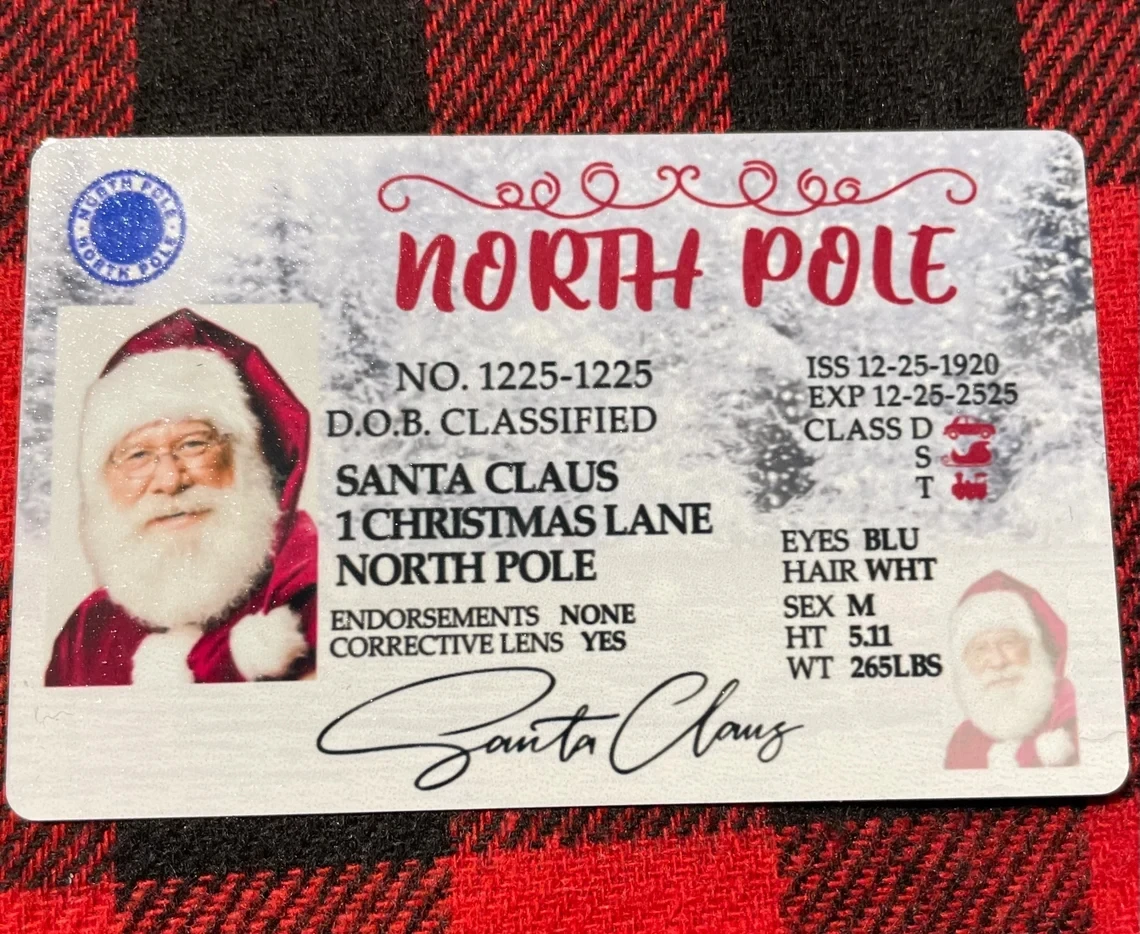 NORTH POLE
NORTH POLE
NORTH POLE
NO. 1225-1225
D.O.B. CLASSIFIED
SANTA CLAUS
1 CHRISTMAS LANE
NORTH POLE
ENDORSEMENTS NONE
CORRECTIVE LENS YES
Santa Claus
ISS 12-25-1920
EXP 12-25-2525
CLASS D
S
T
EYES BLU
HAIR WHT
SEX M
HT 5.11
WT 265LBS